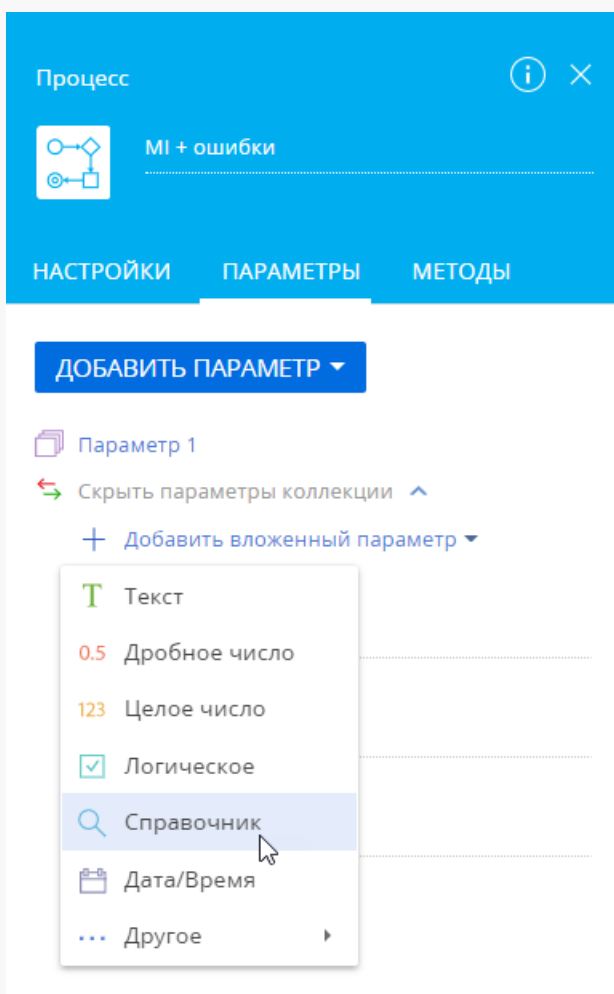 Процесс
MI + ошибки
НАСТРОЙКИ ПАРАМЕТРЫ МЕТОДЫ
ДОБАВИТЬ ПАРАМЕТР
Параметр 1
Скрыть параметры коллекции
+ Добавить вложенный параметр
T Текст
0.5 Дробное число
123 Целое число
Логическое
Справочник
Дата/Время
... Другое